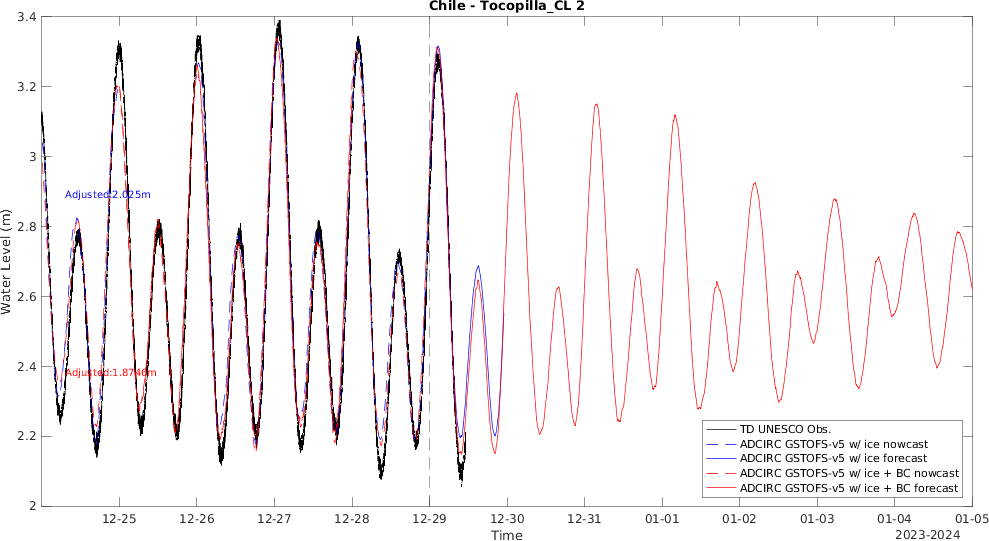 Chile - Tocopilla_CL 2
3.4
3.2
3
2.8
2.6
2.4
2.2
2
Water Level (m)
Adjusted:2.025m
Adjusted:1.8746m
12-25
12-26
12-27
12-28
12-29
12-30
12-31
01-01
01-02
01-03
01-04
01-05
Time
2023-2024
TD UNESCO Obs.
ADCIRC GSTOFS-v5 w/ ice nowcast
ADCIRC GSTOFS-v5 w/ ice forecast
ADCIRC GSTOFS-v5 w/ ice + BC nowcast
ADCIRC GSTOFS-v5 w/ ice + BC forecast